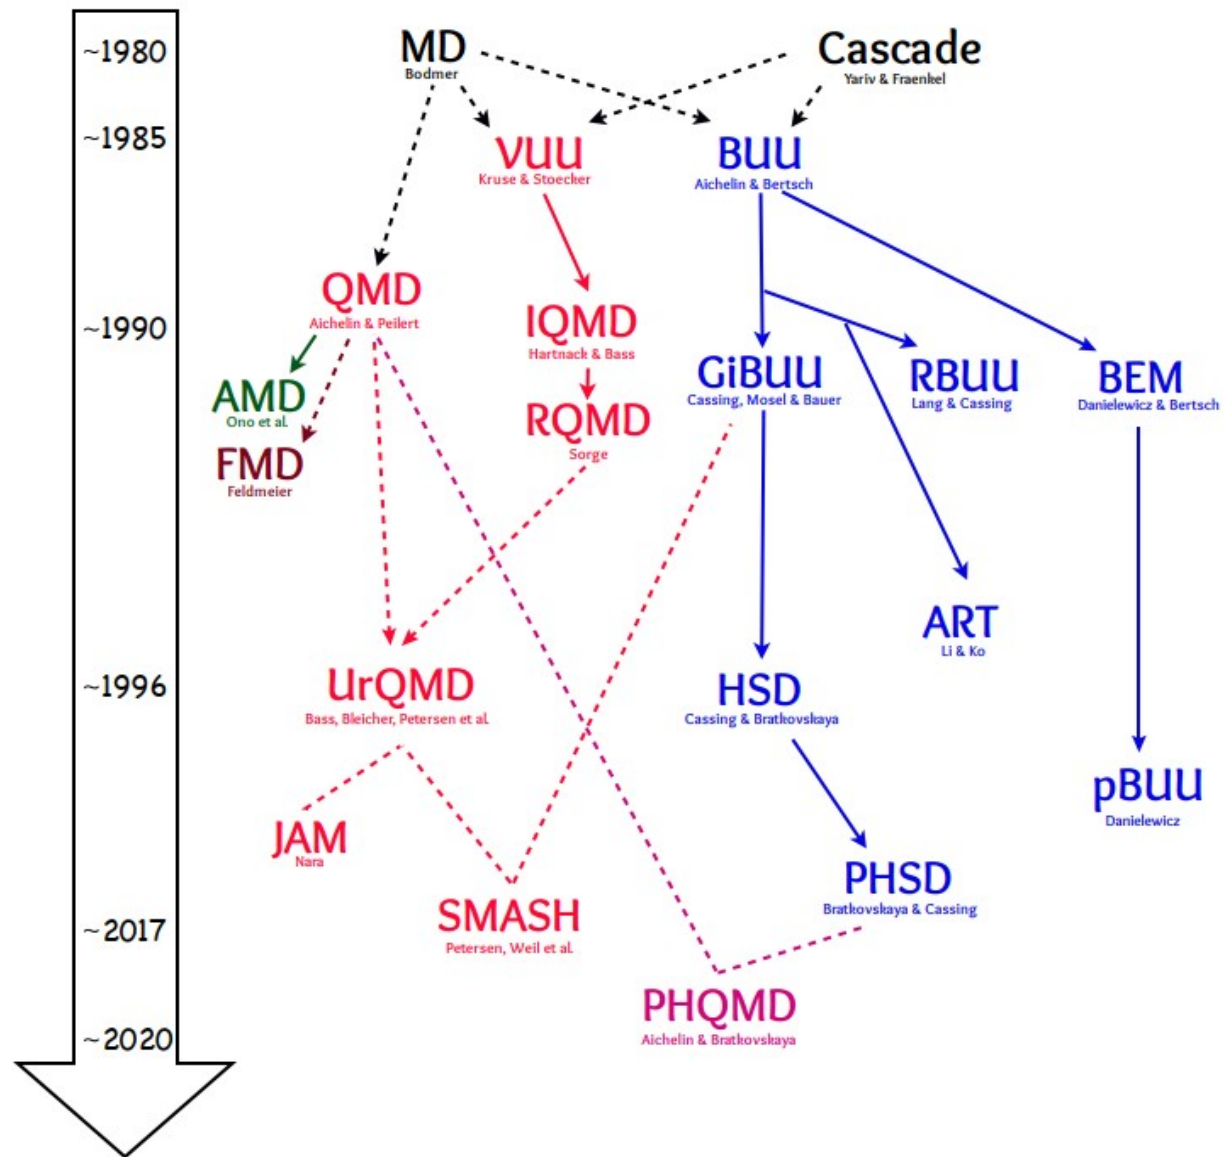 ~1980
MD
Bodmer
Cascade
Yariv & Fraenkel
~1985
VUU
Kruse & Stoecker
BUU
Aichelin & Bertsch
QMD
Aichelin & Peilert
~1990
IQMD
Hartnack & Bass
GiBUU
Cassing, Mosel & Bauer
RBUU
Lang & Cassing
BEM
Danielewicz & Bertsch
AMD
Ono et al.
RQMD
Sorge
FMD
Feldmeier
ART
Li & Ko
~1996
UrQMD
Bass, Bleicher, Petersen et al.
HSD
Cassing & Bratkovskaya
pBUU
Danielewicz
JAM
Nara
PHSD
Bratkovskaya & Cassing
~2017
SMASH
Petersen, Weil et al.
PHQMD
Aichelin & Bratkovskaya
~2020